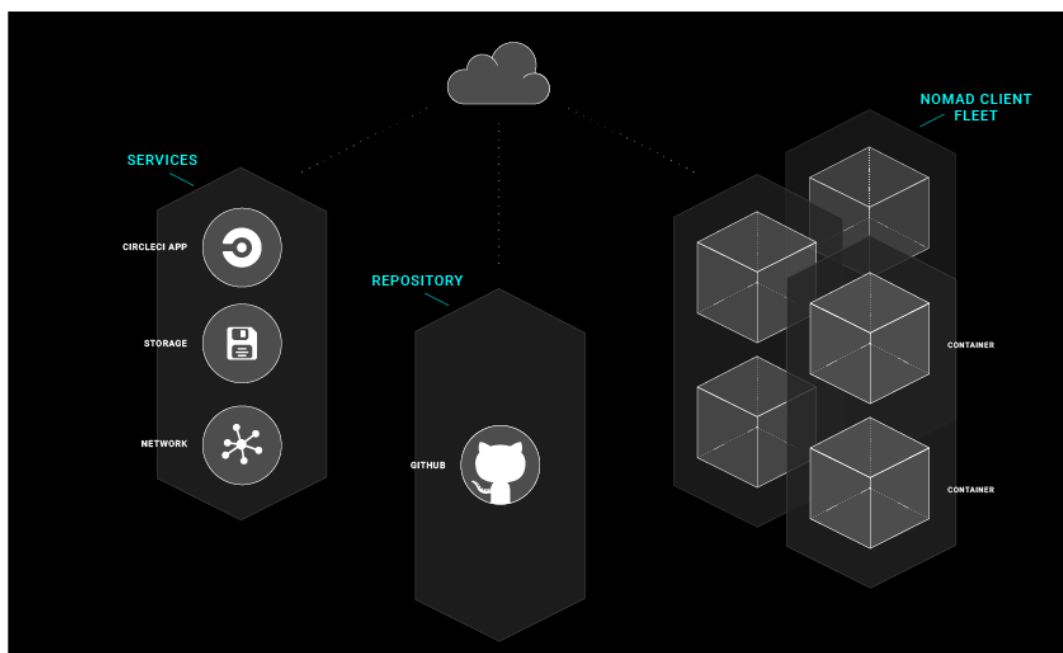 NOMAD CLIENT
FLEET
SERVICES
CIRCLECI APP
STORAGE
NETWORK
REPOSITORY
GITHUB
CONTAINER
CONTAINER